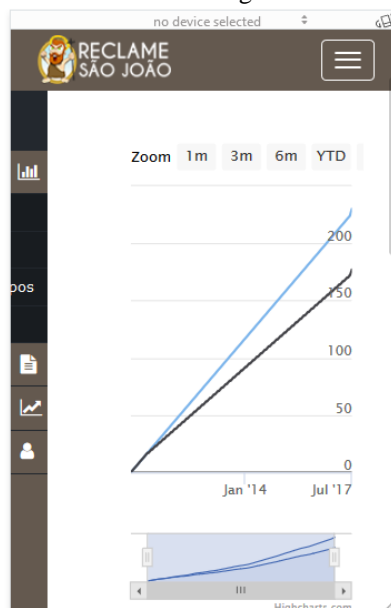 no device selected
RECLAME
SÃO JOÃO
Zoom 1m 3m 6m YTD
200
150
100
50
0
pos
Jan '14 Jul '17
Highcharts.com